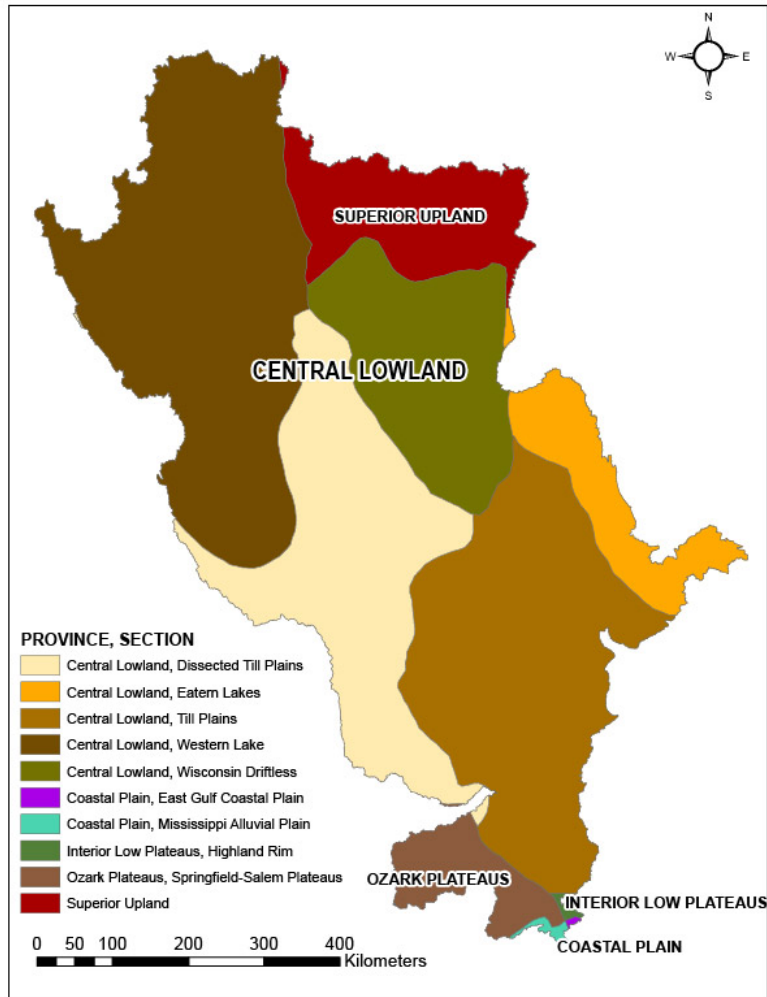 N
W E
S
SUPERIOR UPLAND
CENTRAL LOWLAND
PROVINCE, SECTION
Central Lowland, Dissected Till Plains
Central Lowland, Eatern Lakes
Central Lowland, Till Plains
Central Lowland, Western Lake
Central Lowland, Wisconsin Driftless
Coastal Plain, East Gulf Coastal Plain
Coastal Plain, Mississippi Alluvial Plain
Interior Low Plateaus, Highland Rim
Ozark Plateaus, Springfield-Salem Plateaus
Superior Upland
OZARK PLATEAUS
INTERIOR LOW PLATEAUS
COASTAL PLAIN
0 50 100 200 300 400
Kilometers